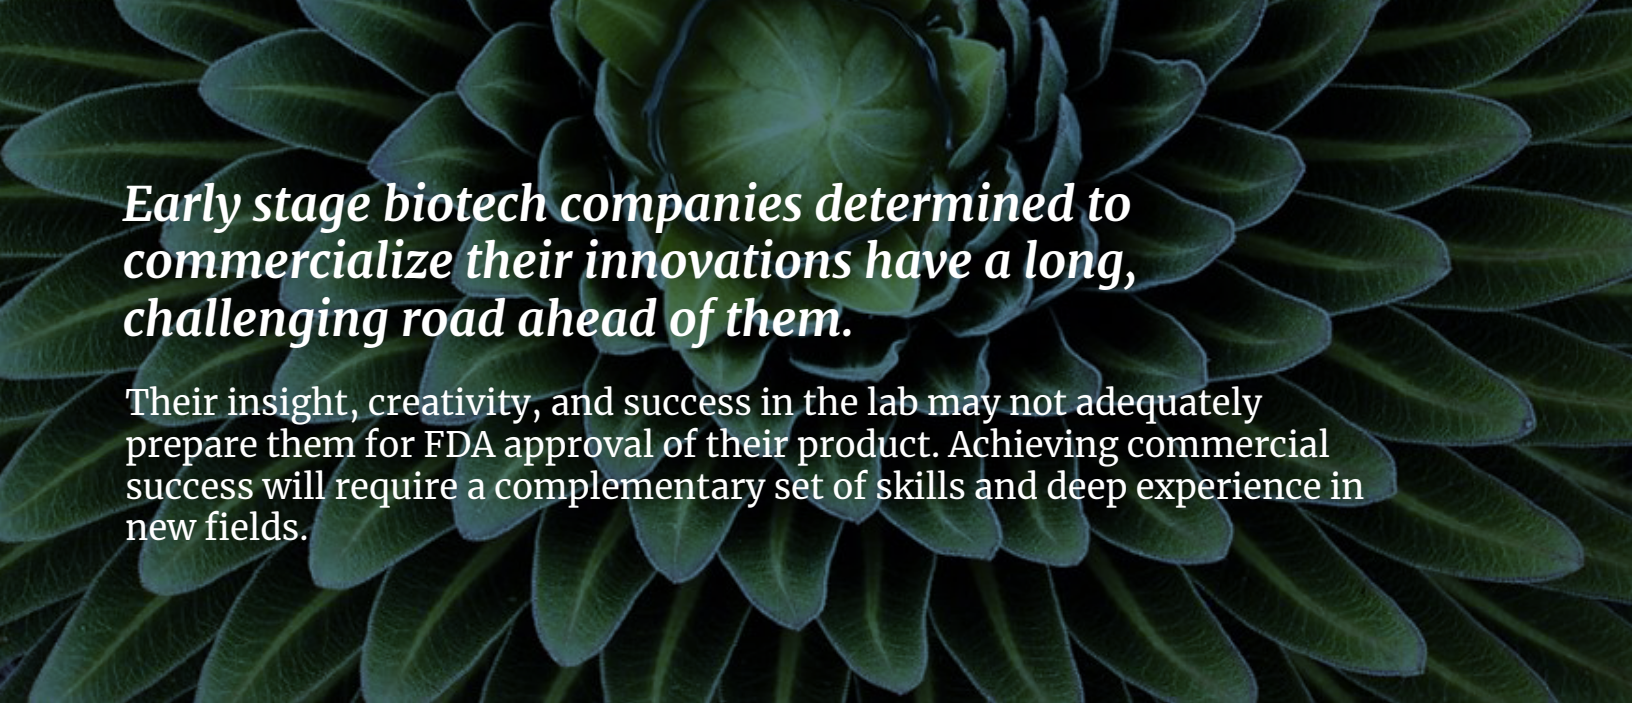 Early stage biotech companies determined to
commercialize their innovations have a long,
challenging road ahead of them.
Their insight, creativity, and success in the lab may not adequately
prepare them for FDA approval of their product. Achieving commercial
success will require a complementary set of skills and deep experience in
new fields.